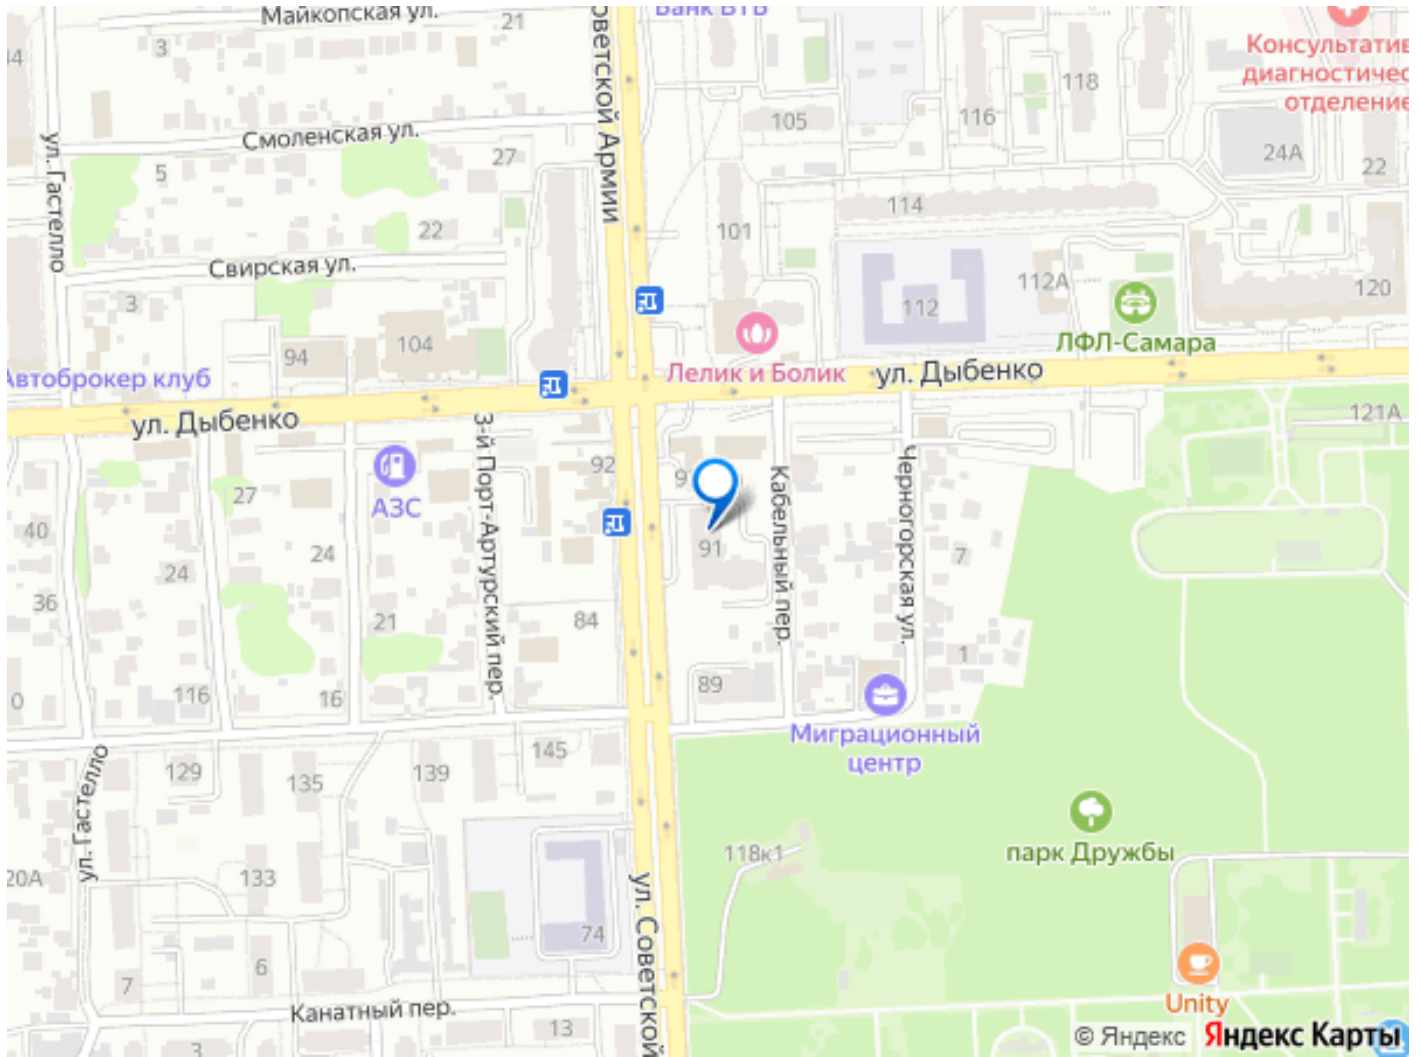 Майкопская ул.
21
Банк ВТБ
3
44
Консультатив
диагностичес
отделение
118
116
105
Смоленская ул.
ул. Гастелло
оветской Армии
27
5
24А
22
114
22
101
Свирская ул.
3
112А
112
120
ЛФЛ-Самара
104
94
Лелик и Болик
ул. Дыбенко
Автоброкер клуб
ул. Дыбенко
121А
3-й Порт-Артурский пер.
92
9
Кабельный пер.
Черногорская ул.
27
АЗС
40
24
91
7
24
36
21
84
1
89
0
116
16
Миграционный
центр
145
129
135
139
ул. Гастелло
парк Дружбы
118к1
20А
133
ул. Советской
74
6
7
Unity
Канатный пер.
13
3
© Яндекс Яндекс Карты